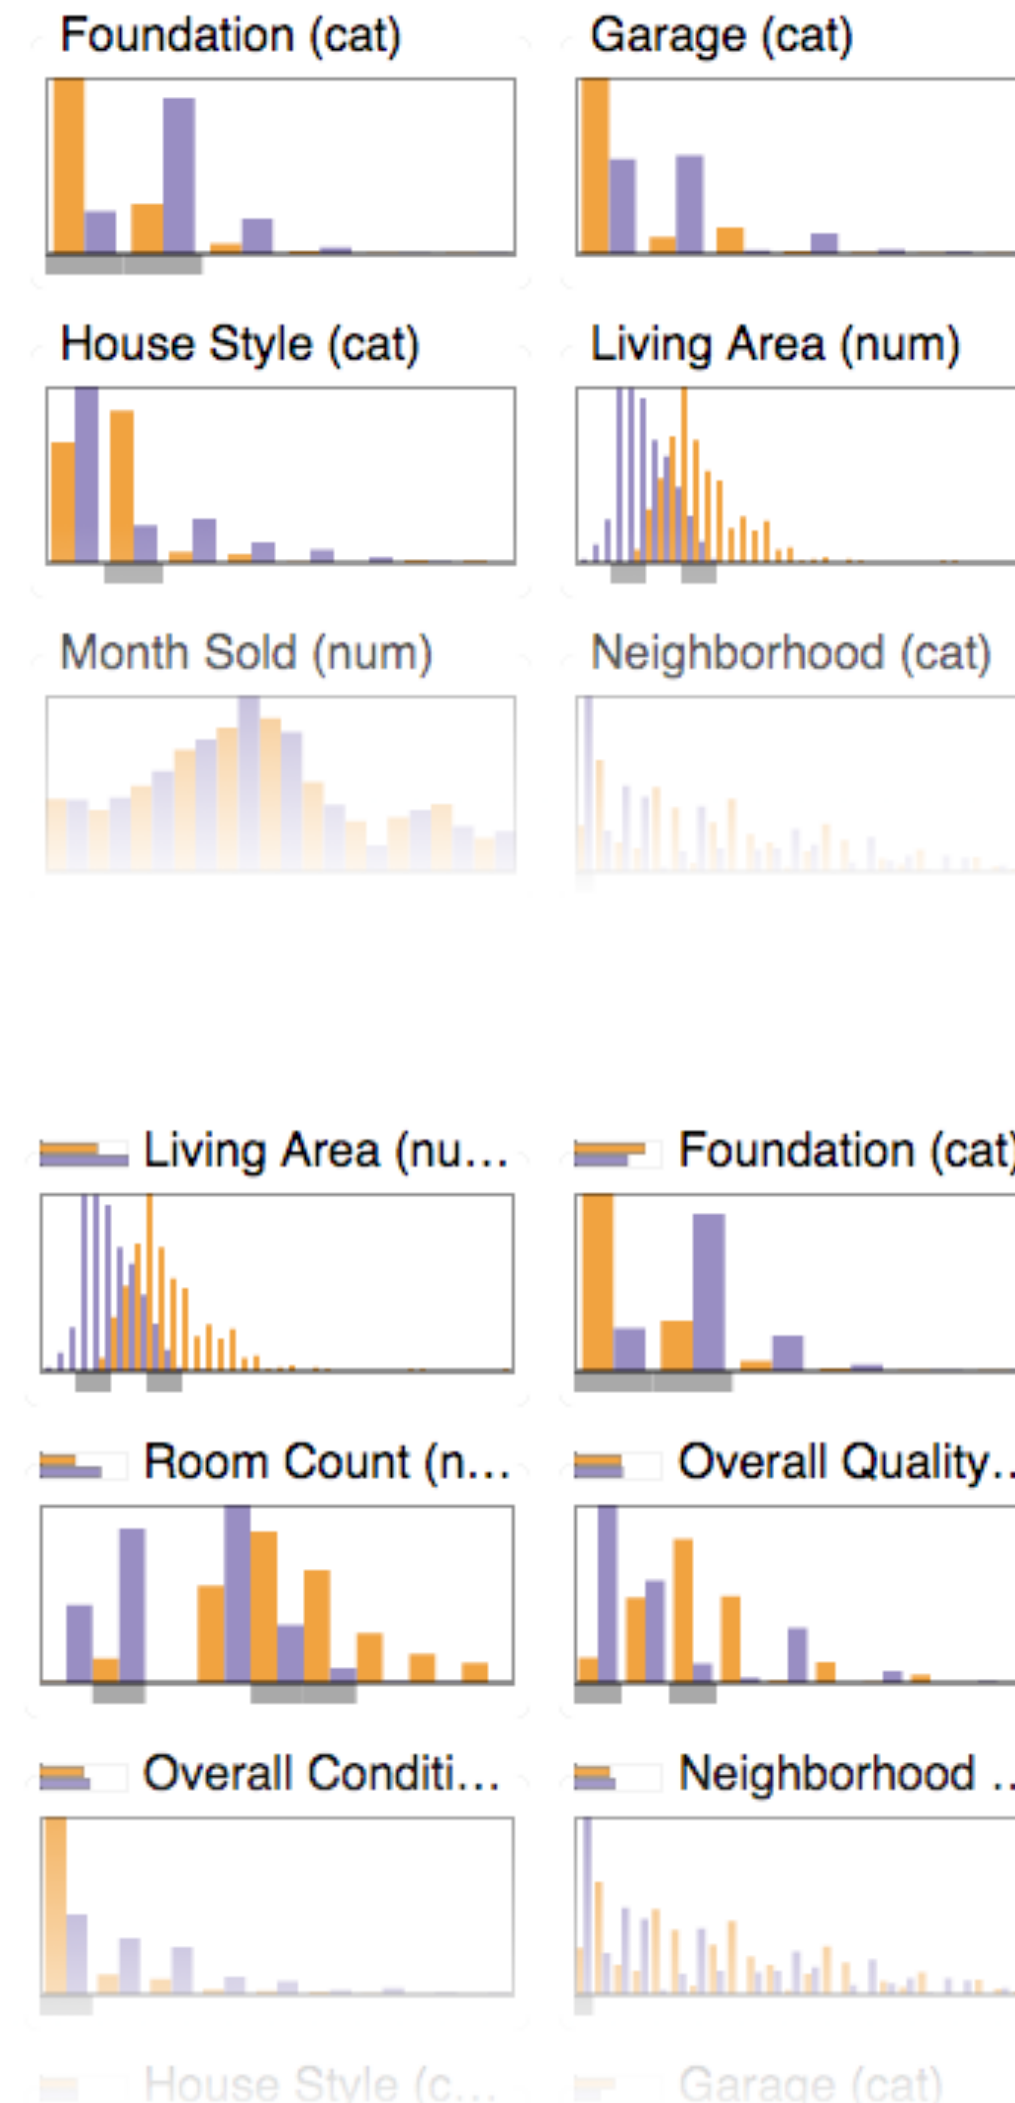 Foundation (cat) Garage (cat)
House Style (cat) Living Area (num)
Month Sold (num) Neighborhood (cat)
Living Area (nu... Foundation (cat)
Room Count (n... Overall Quality...
Overall Conditi... Neighborhood ...
House Style (c... Garage (cat)